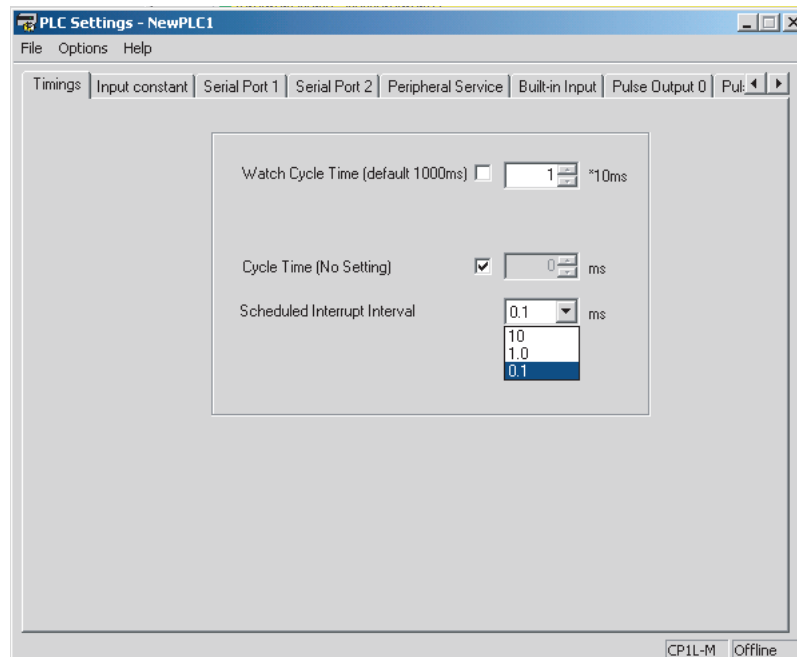 PLC Settings - NewPLC1
File Options Help
Timings Input constant Serial Port 1 Serial Port 2 Peripheral Service Built-in Input Pulse Output 0 Pul
Watch Cycle Time (default 1000ms) 1 *10ms
Cycle Time (No Setting) 0 ms
Scheduled Interrupt Interval 0.1 ms
10
1.0
0.1
CP1L-M Offline